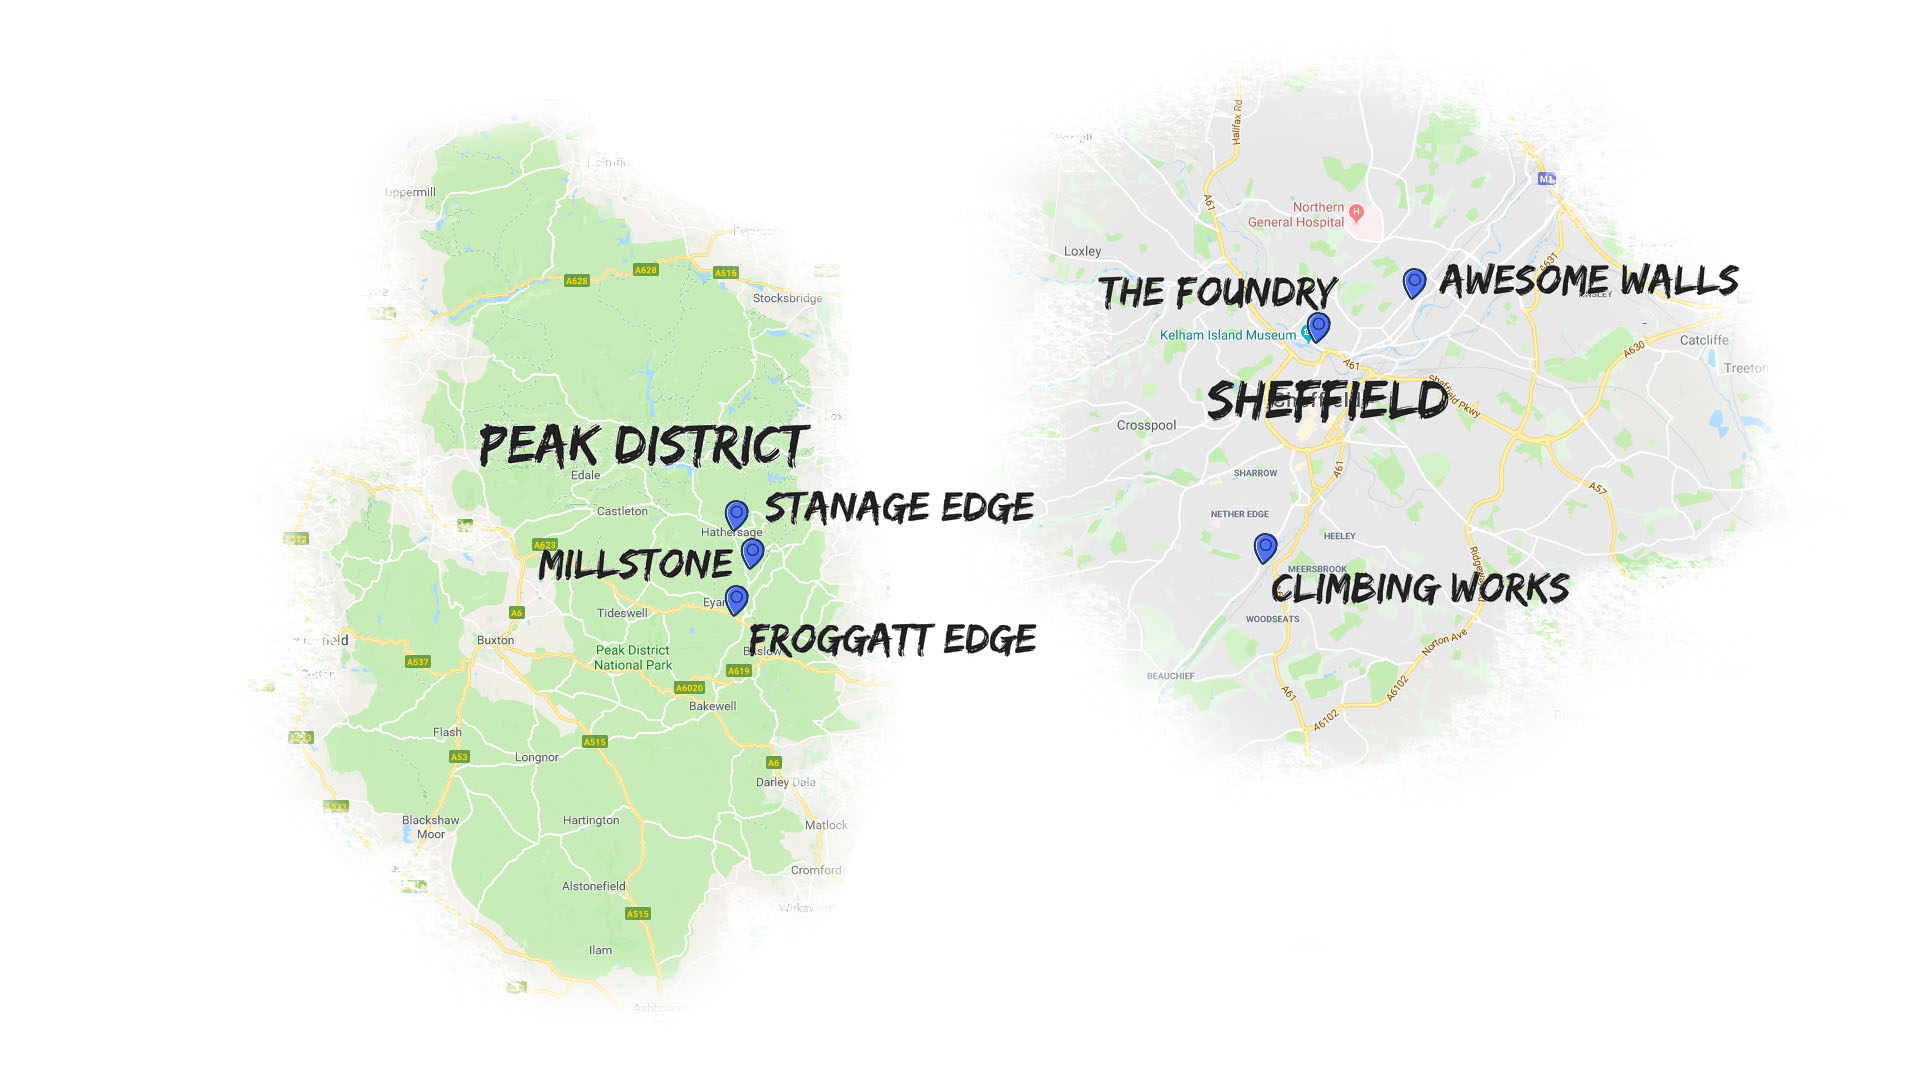 Uppermill
A628
A628
A616
Stocksbridge
PEAK DISTRICT
Edale
Castleton
STANAGE EDGE
Hathersage
A623
MILLSTONE
Tideswell
A6
FROGGATT EDGE
Buxton
Peak District
National Park
A537
A619
A6020
Bakewell
Flash
A515
A53
Longnor
A6
Darley Dale
Blackshaw
Moor
Hartington
Matlock
Cromford
Alstonefield
A515
Ilam
Ashbourne
Halifax Rd
M1
A61
Northern
General Hospital
H
Loxley
A631
THE FOUNDRY
AWESOME WALLS
Kelham Island Museum
A61
A630
Catcliffe
Treeton
SHEFFIELD
Sheffield Pkwy
Crosspool
SHARROW
A61
A57
NETHER EDGE
HEELEY
MEERSBROOK
CLIMBING WORKS
WOODSEATS
Norton Ave
BEAUCHIEF
A61
A6102
A6102